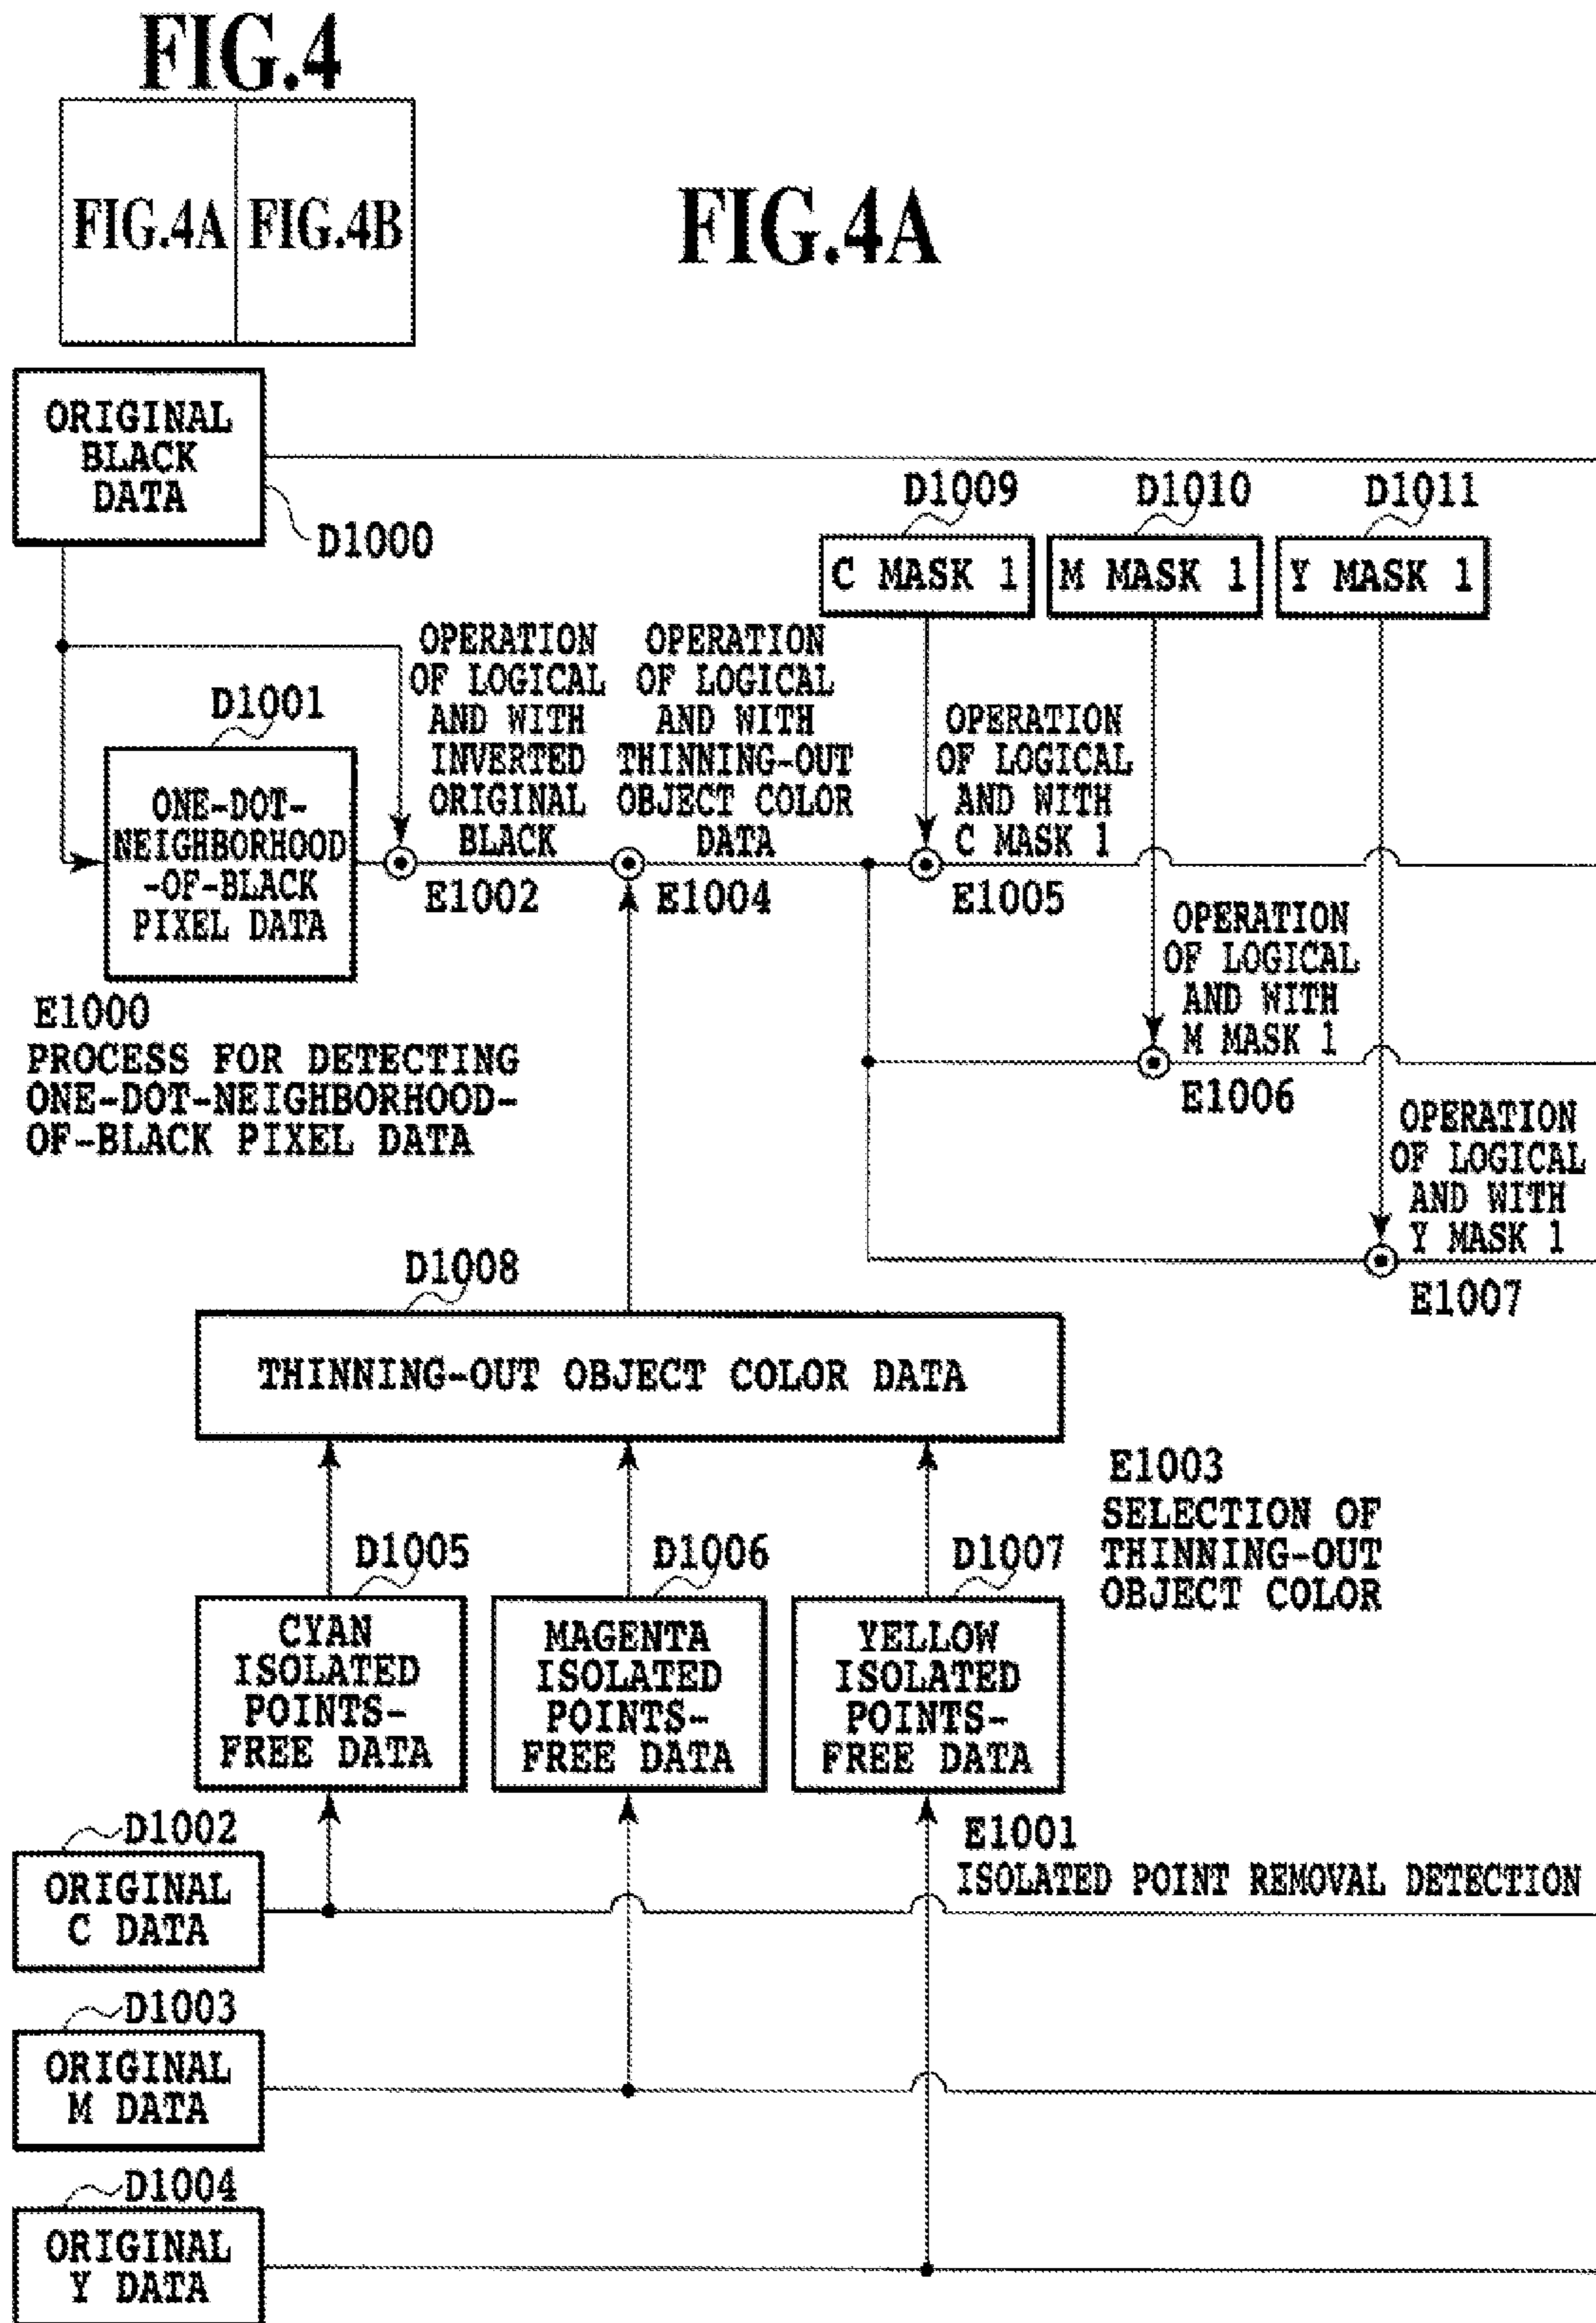 FIG.4
FIG.4A
FIG.4B
FIG.4A
ORIGINAL
BLACK
DATA
D1000
D1009
D1010
D1011
C MASK 1
M MASK 1
Y MASK 1
D1001
ONE-DOT-
NEIGHBORHOOD
-OF-BLACK
PIXEL DATA
OPERATION
OF LOGICAL
AND WITH
INVERTED
ORIGINAL
BLACK
E1002
OPERATION
OF LOGICAL
AND WITH
THINNING-OUT
OBJECT COLOR
DATA
E1004
OPERATION
OF LOGICAL
AND WITH
C MASK 1
E1005
OPERATION
OF LOGICAL
AND WITH
M MASK 1
E1006
OPERATION
OF LOGICAL
AND WITH
Y MASK 1
E1007
E1000
PROCESS FOR DETECTING
ONE-DOT-NEIGHBORHOOD-
OF-BLACK PIXEL DATA
D1008
THINNING-OUT OBJECT COLOR DATA
E1003
SELECTION OF
THINNING-OUT
OBJECT COLOR
D1005
D1006
D1007
CYAN
ISOLATED
POINTS-
FREE DATA
MAGENTA
ISOLATED
POINTS-
FREE DATA
YELLOW
ISOLATED
POINTS-
FREE DATA
E1001
ISOLATED POINT REMOVAL DETECTION
D1002
ORIGINAL
C DATA
D1003
ORIGINAL
M DATA
D1004
ORIGINAL
Y DATA